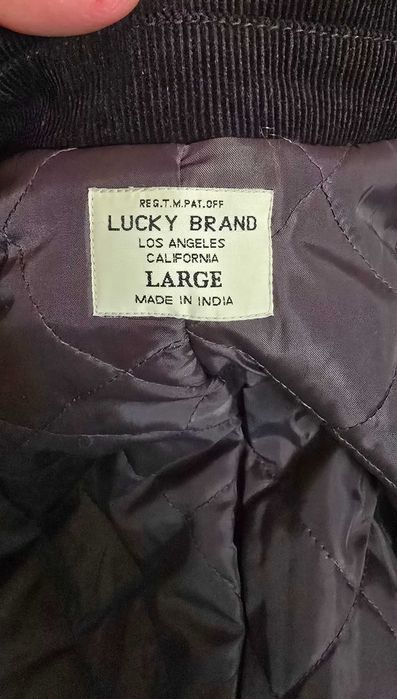 REG.T.M.PAT.OFF
LUCKY BRAND
LOS ANGELES
CALIFORNIA
LARGE
MADE IN INDIA